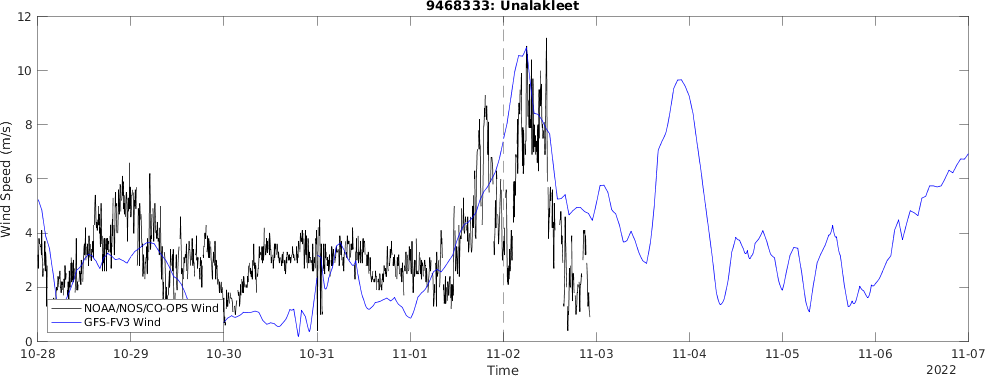 9468333: Unalakleet
12
10
8
6
4
2
0
Wind Speed (m/s)
NOAA/NOS/CO-OPS Wind
GFS-FV3 Wind
10-28 10-29 10-30 10-31 11-01 11-02 11-03 11-04 11-05 11-06 11-07
Time
2022